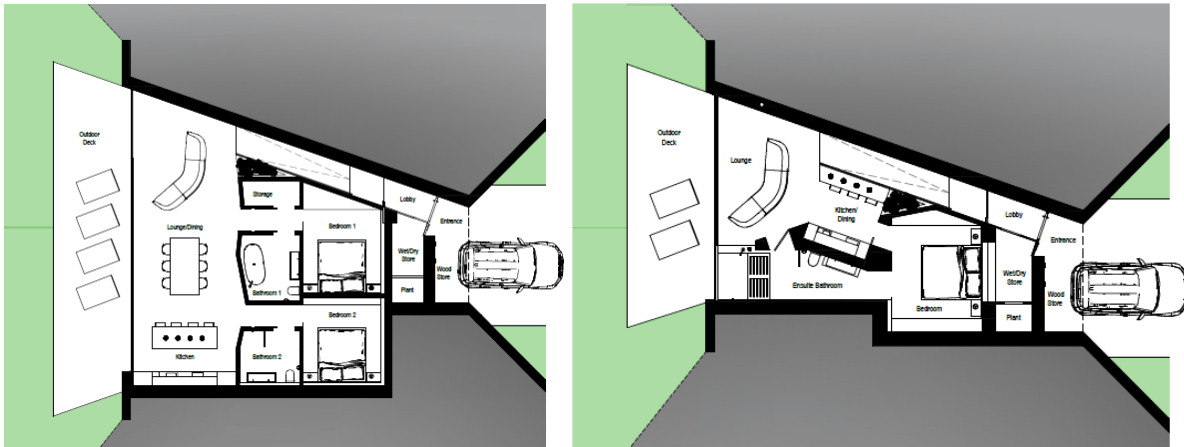 Outdoor
Deck
Storage
Lobby
Lounge/Dining
Bedroom 1
Entrance
Wet/Dry
Store
Wood
Store
Bathroom 1
Plant
Bedroom 2
Kitchen
Bathroom 2
Outdoor
Deck
Lounge
Kitchen/
Dining
Lobby
Entrance
Wet/Dry
Store
Ensuite Bathroom
Wood
Store
Bedroom
Plant